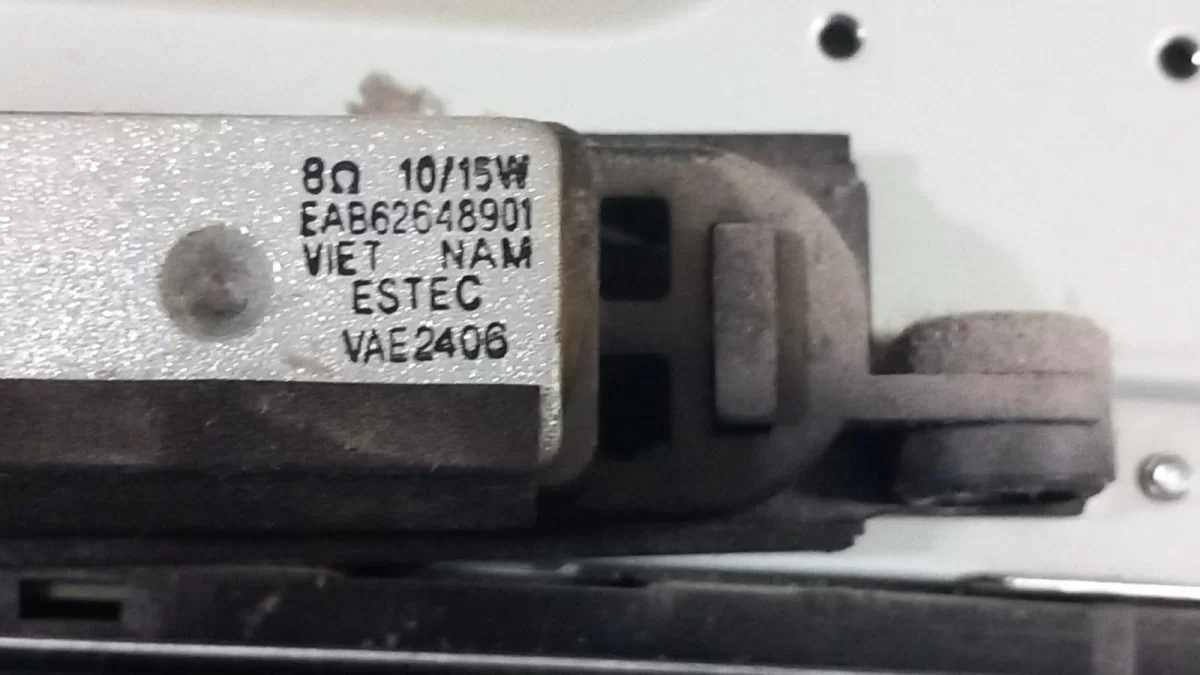 8Ω 10/15W
EAB62648901
VIET NAM
ESTEC
VAE2406